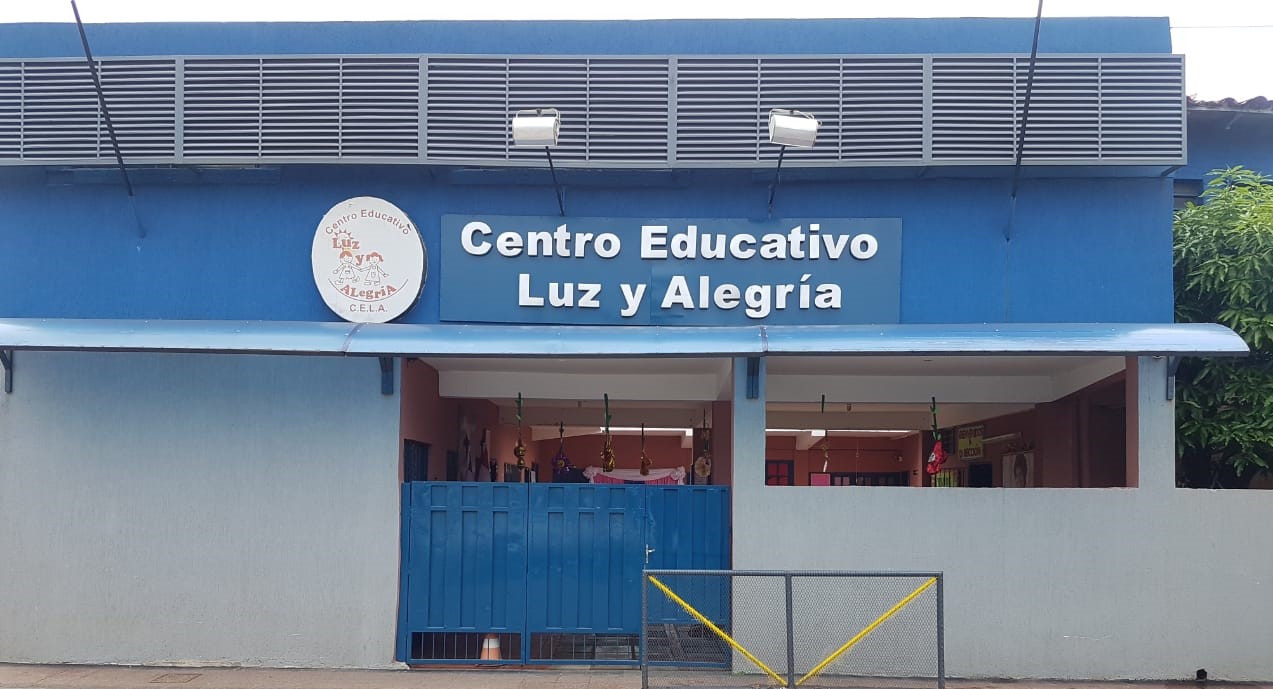 Centro Educativo
Luz
y
ALegriA
C.E.L.A.
Centro Educativo
Luz y Alegría